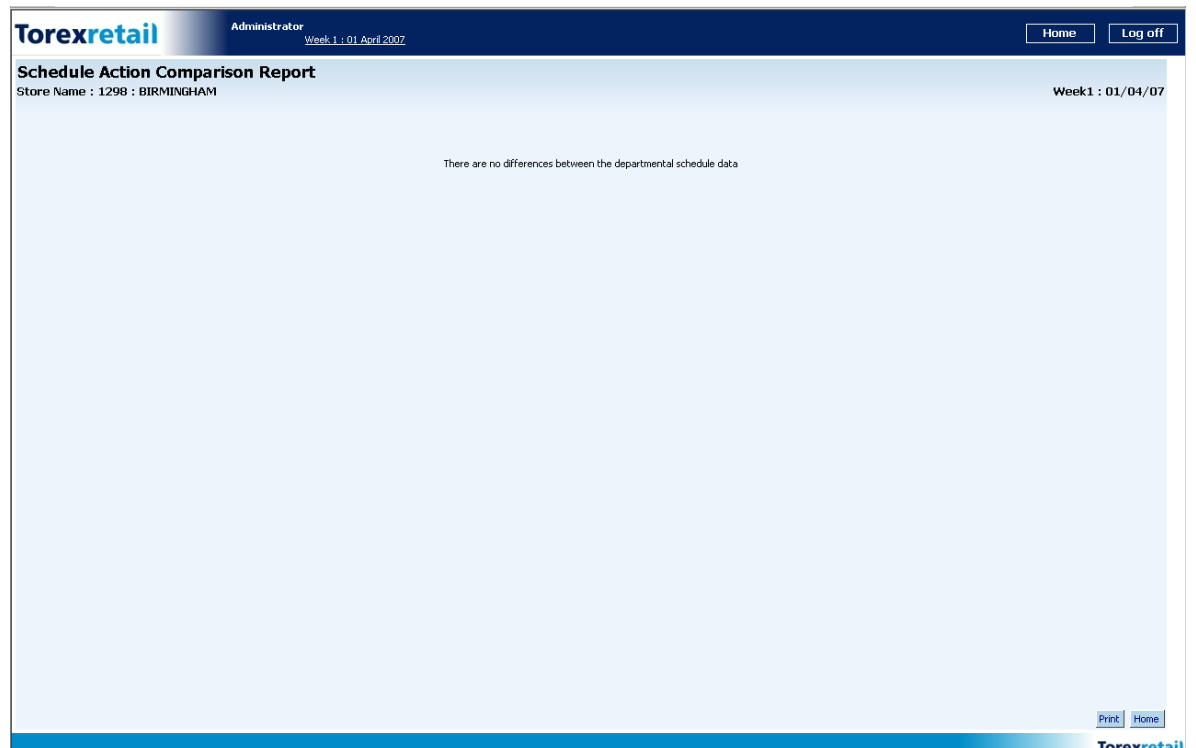 Torexretail
Administrator
Week 1 : 01 April 2007
Home
Log off
Schedule Action Comparison Report
Store Name : 1298 : BIRMINGHAM
Week1 : 01/04/07
There are no differences between the departmental schedule data
Print
Home
Torexretail